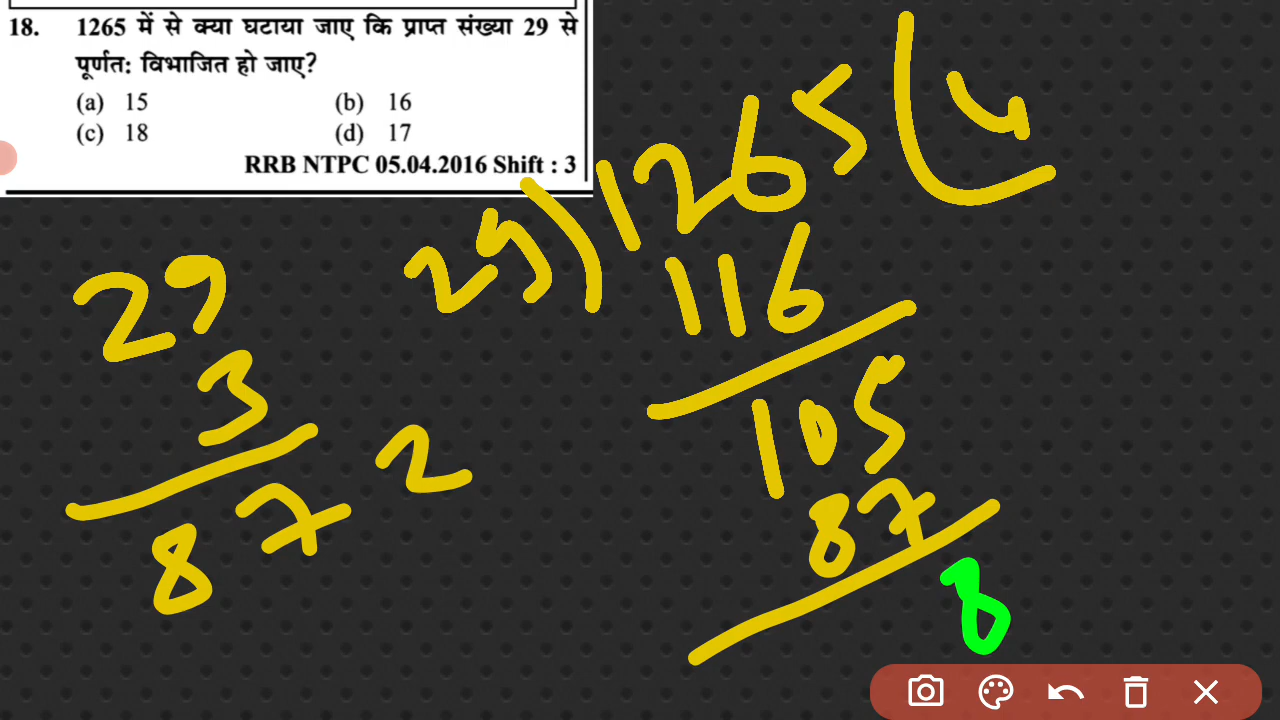 18. 1265 में से क्या घटाया जाए कि प्राप्त संख्या 29 से
पूर्णत: विभाजित हो जाए?
(a) 15 (b) 16
(c) 18 (d) 17
RRB NTPC 05.04.2016 Shift : 3
29)1265(4
116
105
87
8
29
3
87 2